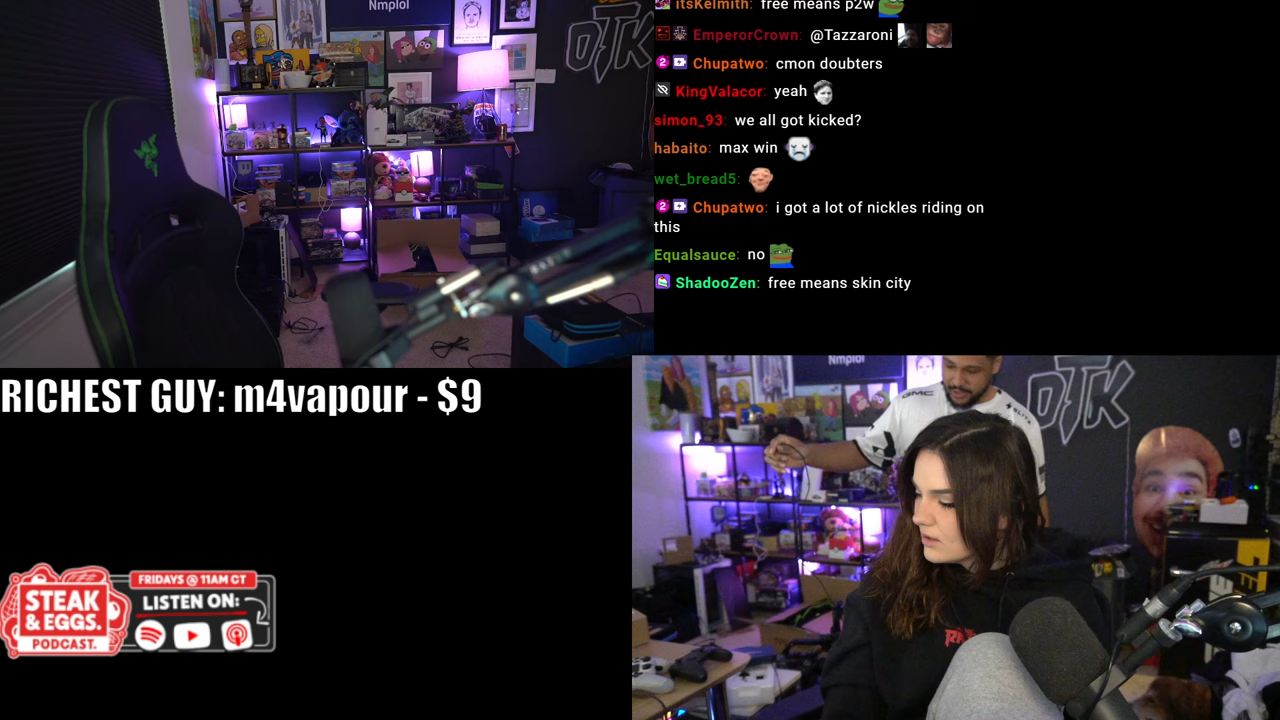 Nmplol
OTK
itsKelmith: free means p2w
EmperorCrown: @Tazzaroni
Chupatwo: cmon doubters
KingValacor: yeah
simon_93: we all got kicked?
habaito: max win
wet_bread5:
Chupatwo: i got a lot of nickles riding on
this
Equalsauce: no
ShadooZen: free means skin city
RICHEST GUY: m4vapour - $9
FRIDAYS @ 11AM CT
STEAK
& EGGS.
PODCAST.
LISTEN ON:
Nmplol
GMC
OTK